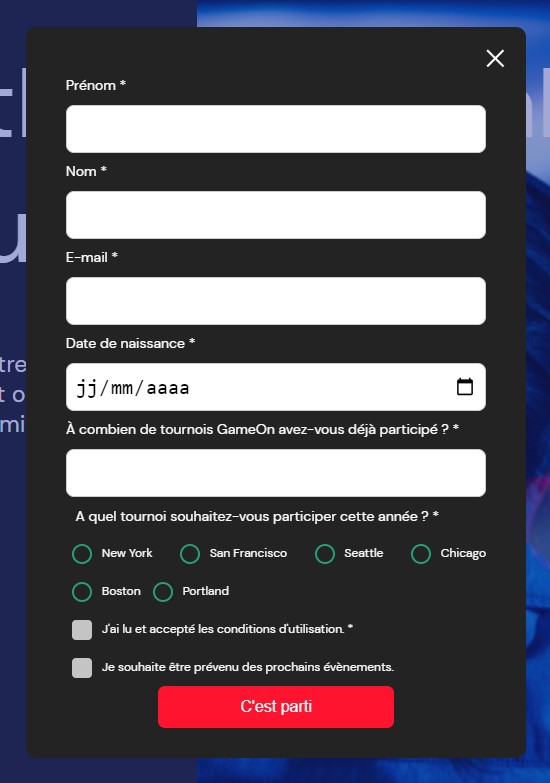 Prénom *
Nom *
E-mail *
Date de naissance *
jj/mm/aaaa
À combien de tournois GameOn avez-vous déjà participé ? *
A quel tournoi souhaitez-vous participer cette année ? *
New York San Francisco Seattle Chicago
Boston Portland
J'ai lu et accepté les conditions d'utilisation. *
Je souhaite être prévenu des prochains évènements.
C'est parti